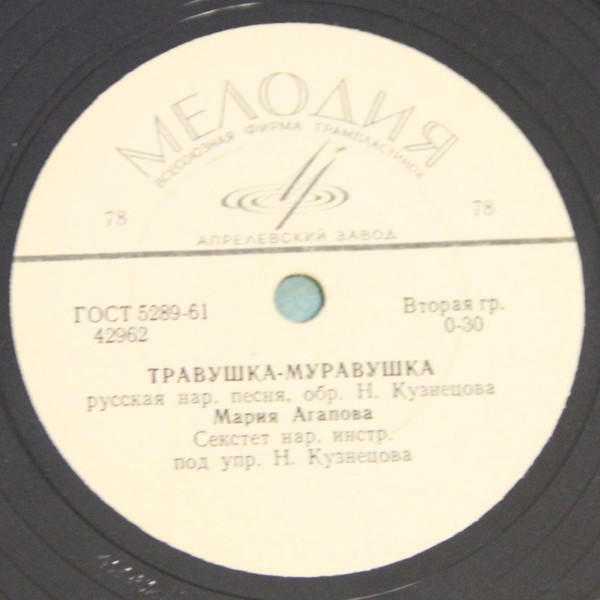 МЕЛОДИЯ
ВСЕСОЮЗНАЯ ФИРМА ГРАМПЛАСТИНОК
78
78
АПРЕЛЕВСКИЙ ЗАВОД
ГОСТ 5289-61
42962
Вторая гр.
0-30
ТРАВУШКА-МУРАВУШКА
русская нар. песня, обр. Н. Кузнецова
Мария Агапова
Секстет нар. инстр.
под упр. Н. Кузнецова